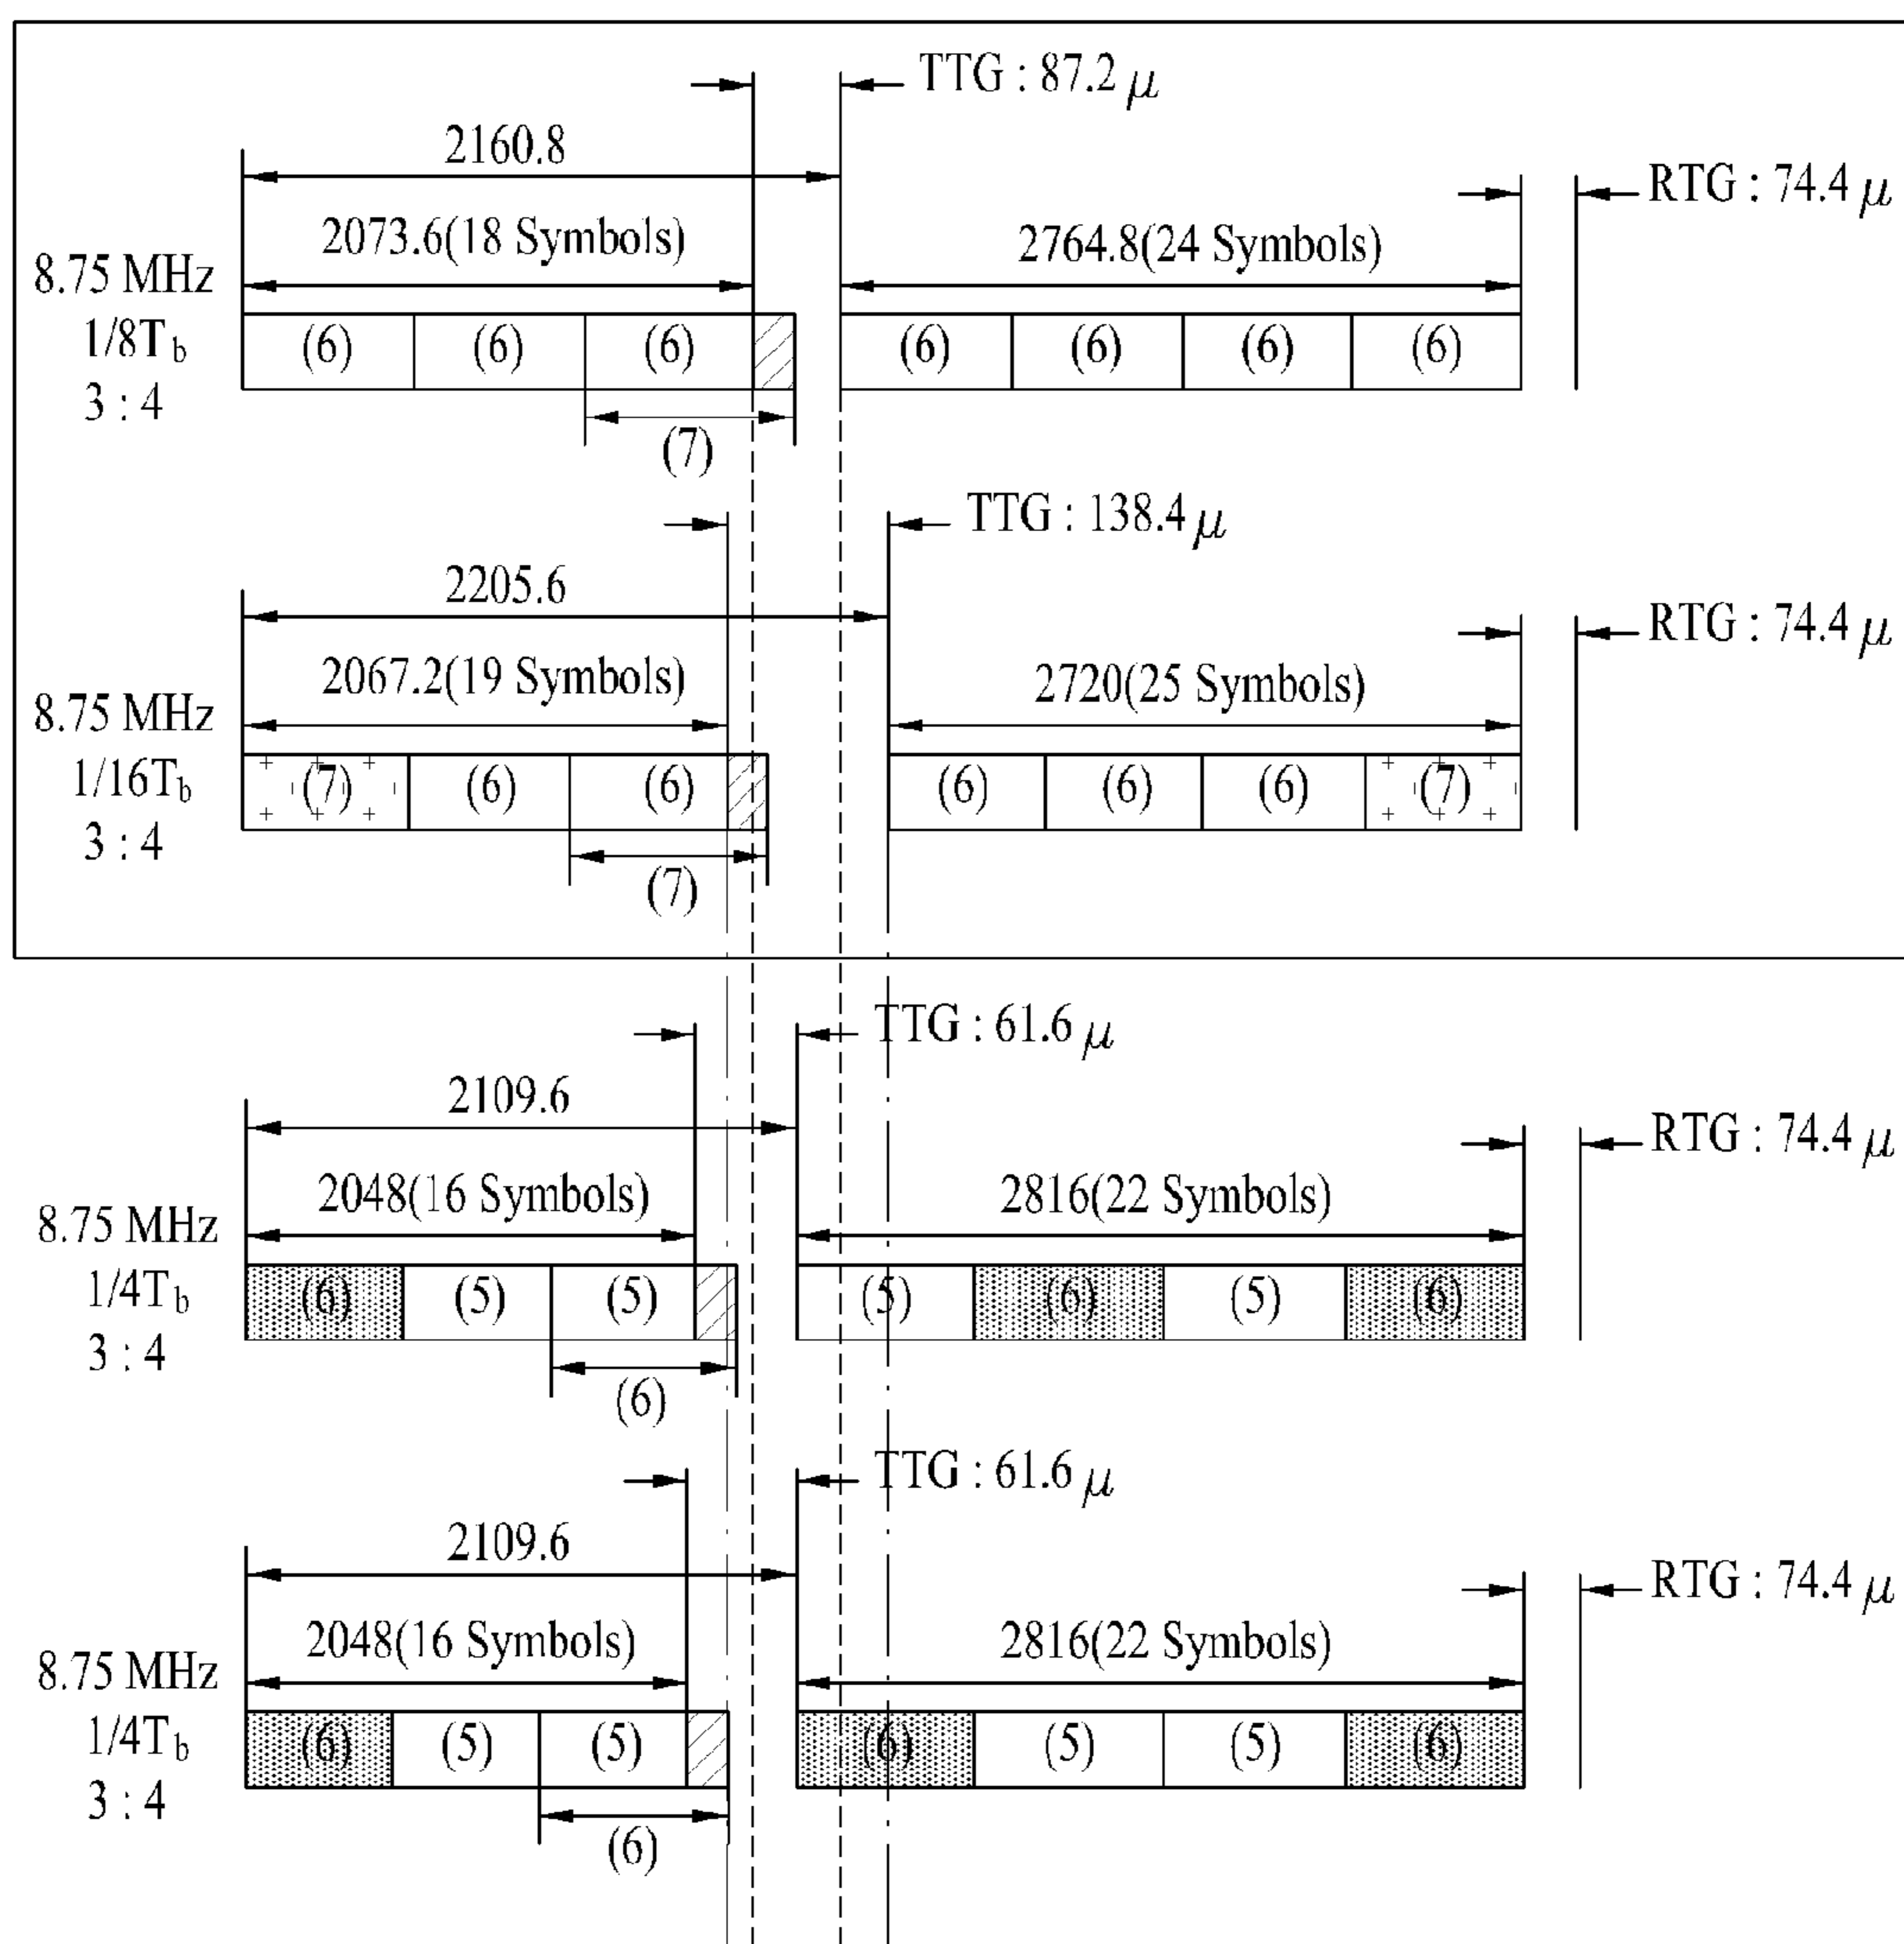 TTG : 87.2 μ
2160.8
RTG : 74.4 μ
2073.6(18 Symbols)
2764.8(24 Symbols)
8.75 MHz
1/8Tb
3 : 4
(6) (6) (6) (6) (6) (6) (6)
(7)
TTG : 138.4 μ
2205.6
RTG : 74.4 μ
2067.2(19 Symbols)
2720(25 Symbols)
8.75 MHz
1/16Tb
3 : 4
(7) (6) (6) (6) (6) (6) (7)
(7)
TTG : 61.6 μ
2109.6
RTG : 74.4 μ
2048(16 Symbols)
2816(22 Symbols)
8.75 MHz
1/4Tb
3 : 4
(6) (5) (5) (5) (6) (5) (6)
(6)
TTG : 61.6 μ
2109.6
RTG : 74.4 μ
2048(16 Symbols)
2816(22 Symbols)
8.75 MHz
1/4Tb
3 : 4
(6) (5) (5) (6) (5) (5) (6)
(6)